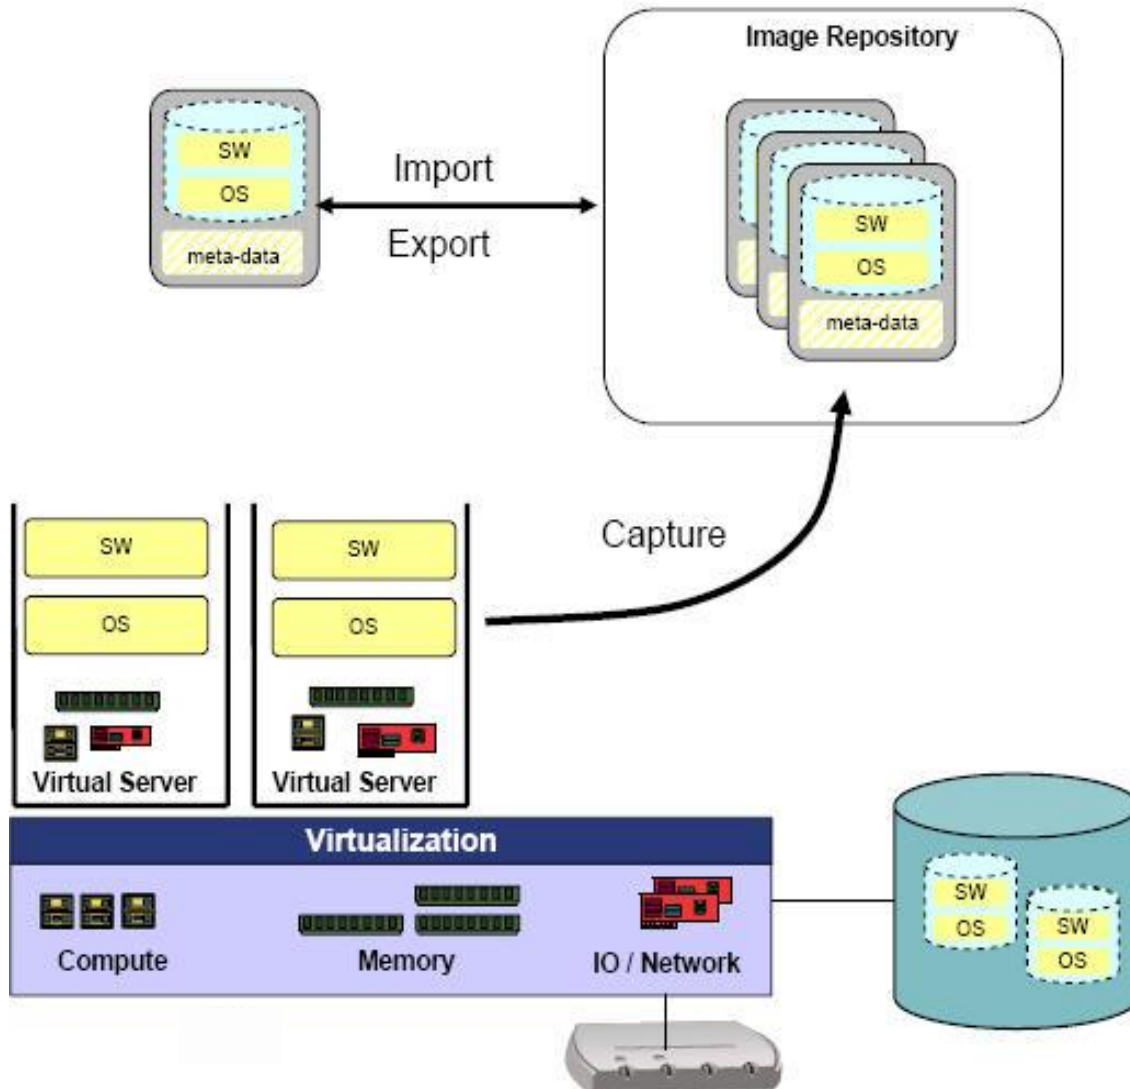 Image Repository
SW
OS
meta-data
Import
Export
SW
OS
meta-data
Capture
SW
OS
Virtual Server
SW
OS
Virtual Server
Virtualization
Compute
Memory
IO / Network
SW
OS
SW
OS